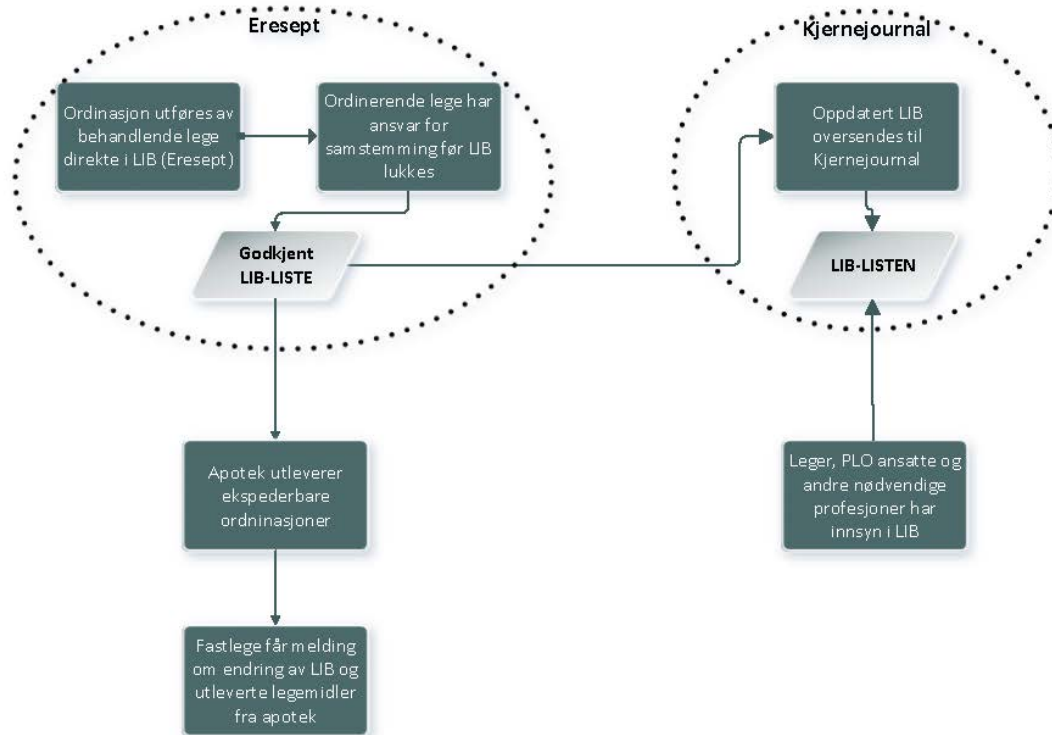 Eresept
Kjernejournal
Ordinasjon utføres av
behandlende lege
direkte i LIB (Eresept)
Ordinerende lege har
ansvar for
samstemming før LIB
lukkes
Oppdatert LIB
oversendes til
Kjernejournal
Godkjent
LIB-LISTE
LIB-LISTEN
Apotek utleverer
ekspederbare
ordninasjoner
Leger, PLO ansatte og
andre nødvendige
profesjoner har
innsyn i LIB
Fastlege får melding
om endring av LIB og
utleverte legemidler
fra apotek